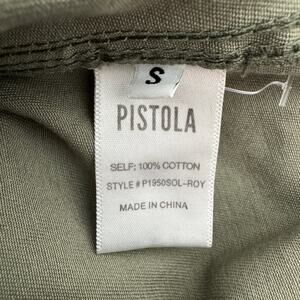 S
PISTOLA
SELF: 100% COTTON
STYLE # P1950SOL-ROY
MADE IN CHINA